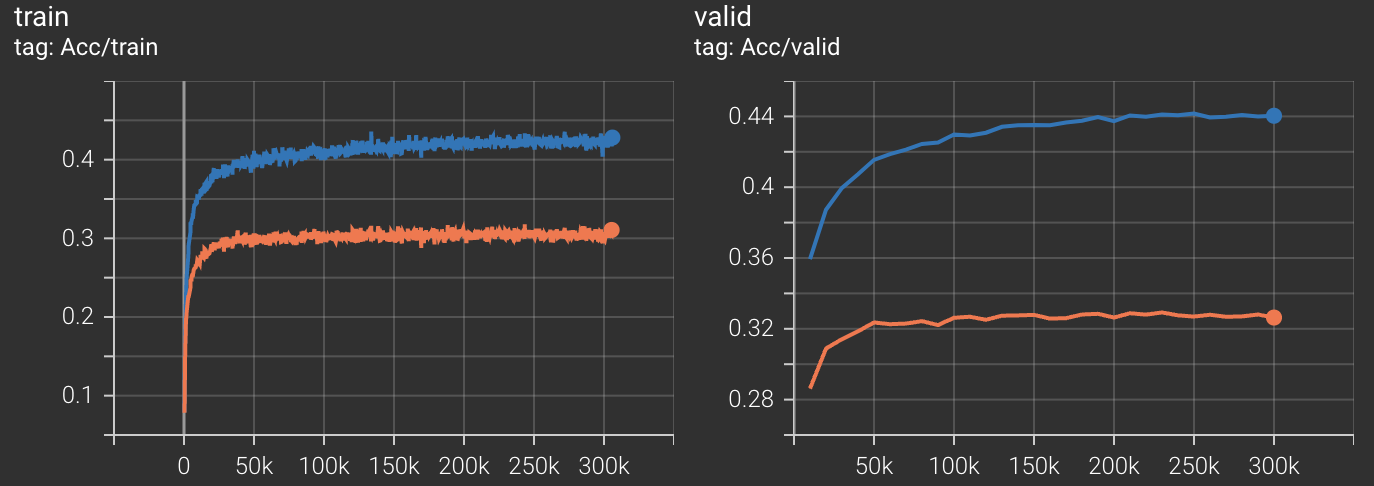 train
tag: Acc/train
0.4
0.3
0.2
0.1
0 50k 100k 150k 200k 250k 300k
valid
tag: Acc/valid
0.44
0.4
0.36
0.32
0.28
50k 100k 150k 200k 250k 300k